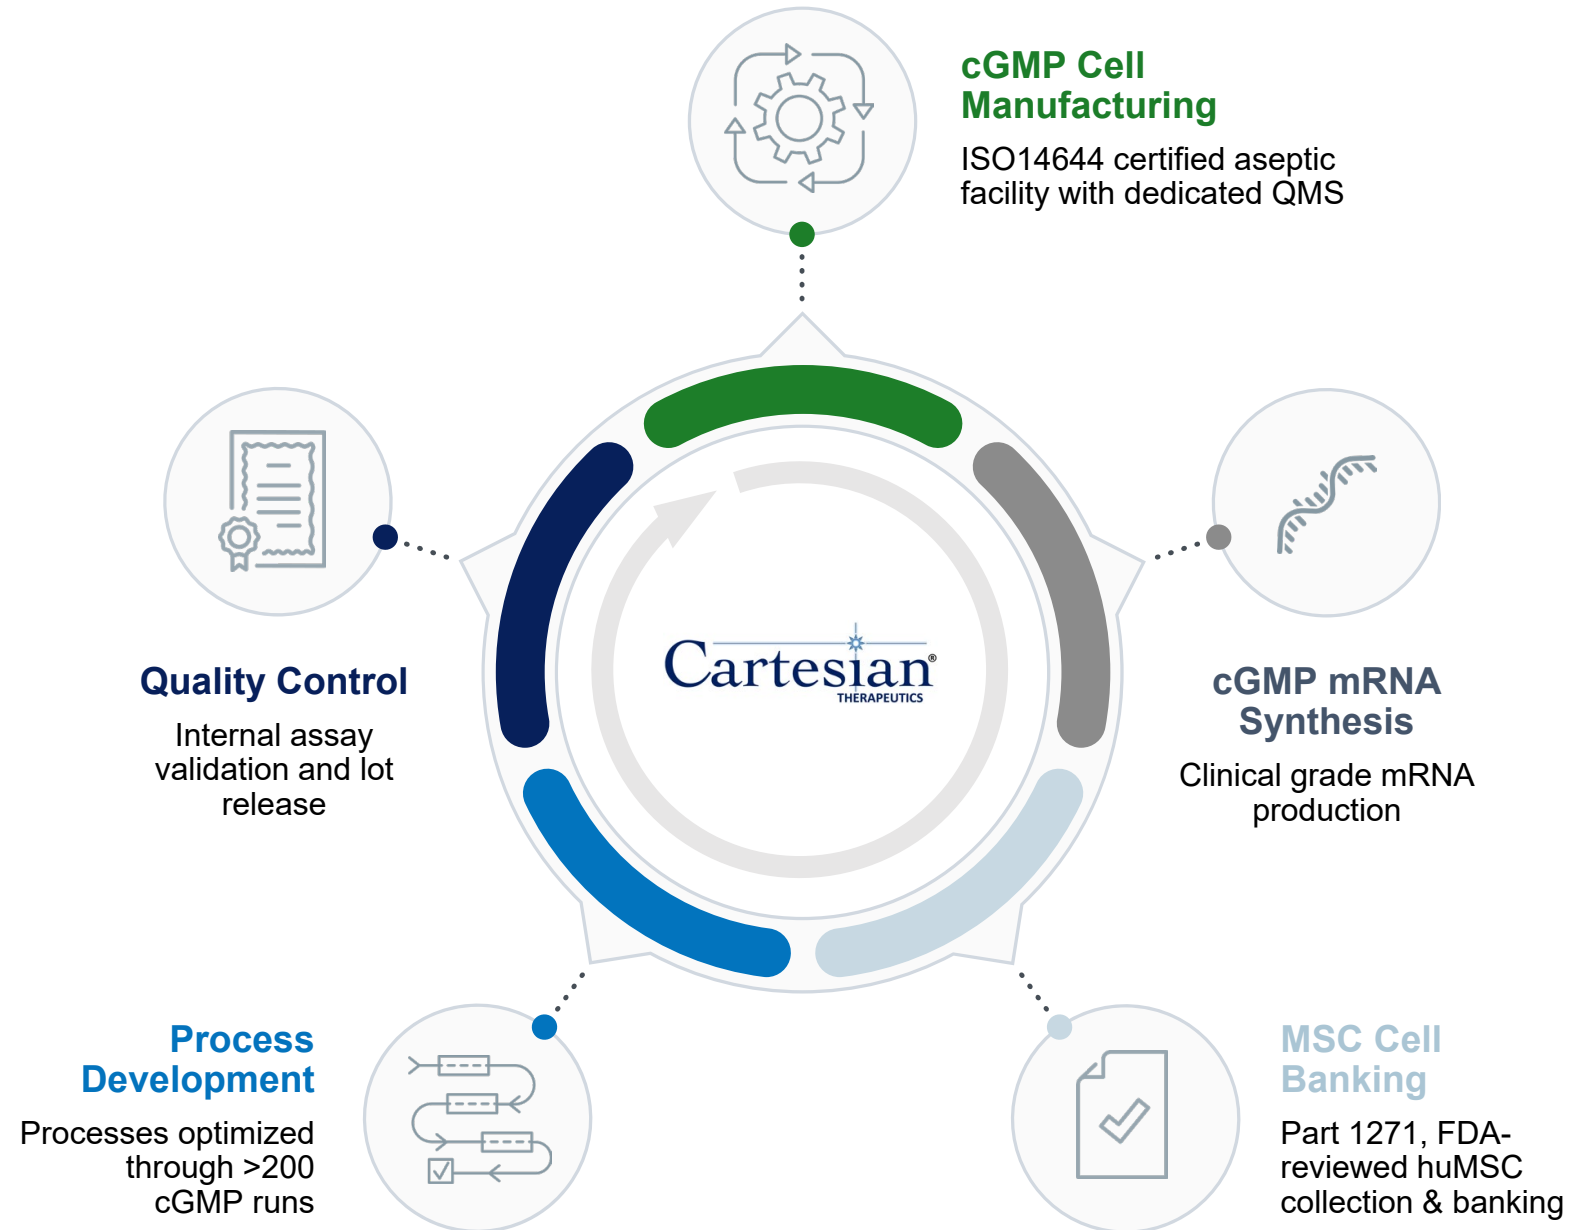 cGMP Cell
Manufacturing
ISO14644 certified aseptic
facility with dedicated QMS
cGMP mRNA
Synthesis
Clinical grade mRNA
production
MSC Cell
Banking
Part 1271, FDA-
reviewed huMSC
collection & banking
Process
Development
Processes optimized
through >200
cGMP runs
Quality Control
Internal assay
validation and lot
release
Cartesian®
THERAPEUTICS